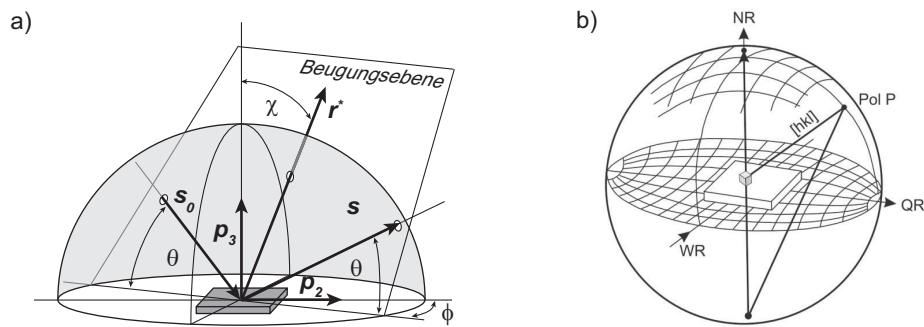 a)
Beugungsebene
χ
r*
s₀
s
p₃
θ
θ
p₂
ϕ
b)
NR
Pol P
[hkl]
QR
WR